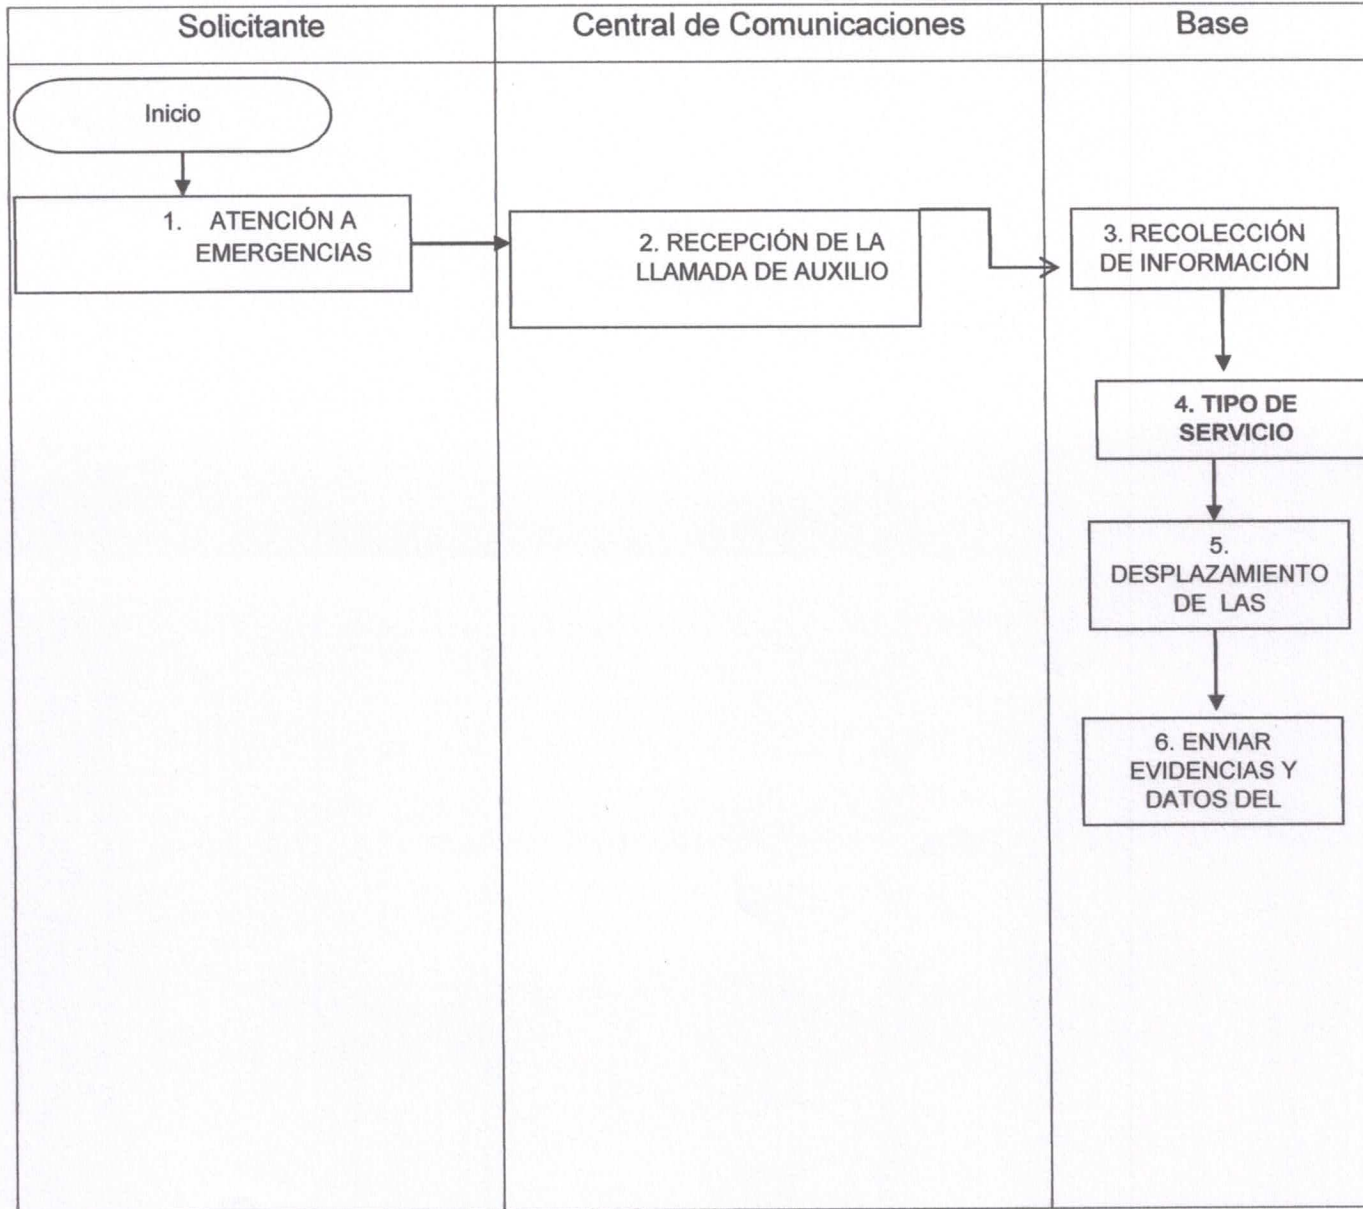 Solicitante
Central de Comunicaciones
Base
Inicio
1. ATENCIÓN A
EMERGENCIAS
2. RECEPCIÓN DE LA
LLAMADA DE AUXILIO
3. RECOLECCIÓN
DE INFORMACIÓN
4. TIPO DE
SERVICIO
5.
DESPLAZAMIENTO
DE LAS
6. ENVIAR
EVIDENCIAS Y
DATOS DEL